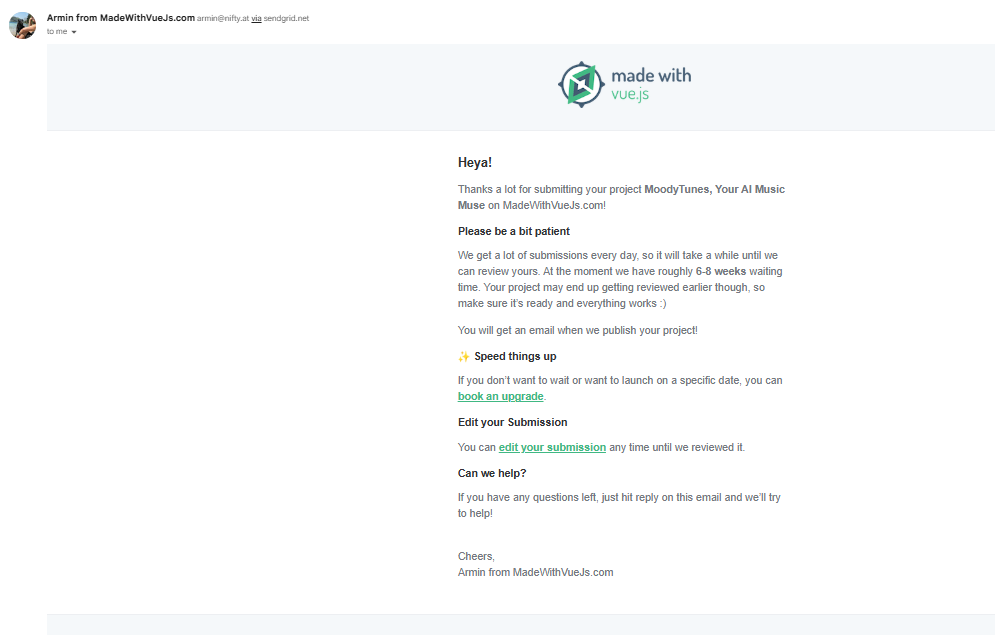 Armin from MadeWithVueJs.com armin@nifty.at via sendgrid.net
to me
made with
vue.js
Heya!
Thanks a lot for submitting your project MoodyTunes, Your AI Music
Muse on MadeWithVueJs.com!
Please be a bit patient
We get a lot of submissions every day, so it will take a while until we
can review yours. At the moment we have roughly 6-8 weeks waiting
time. Your project may end up getting reviewed earlier though, so
make sure it's ready and everything works :)
You will get an email when we publish your project!
✨ Speed things up
If you don't want to wait or want to launch on a specific date, you can
book an upgrade.
Edit your Submission
You can edit your submission any time until we reviewed it.
Can we help?
If you have any questions left, just hit reply on this email and we'll try
to help!
Cheers,
Armin from MadeWithVueJs.com